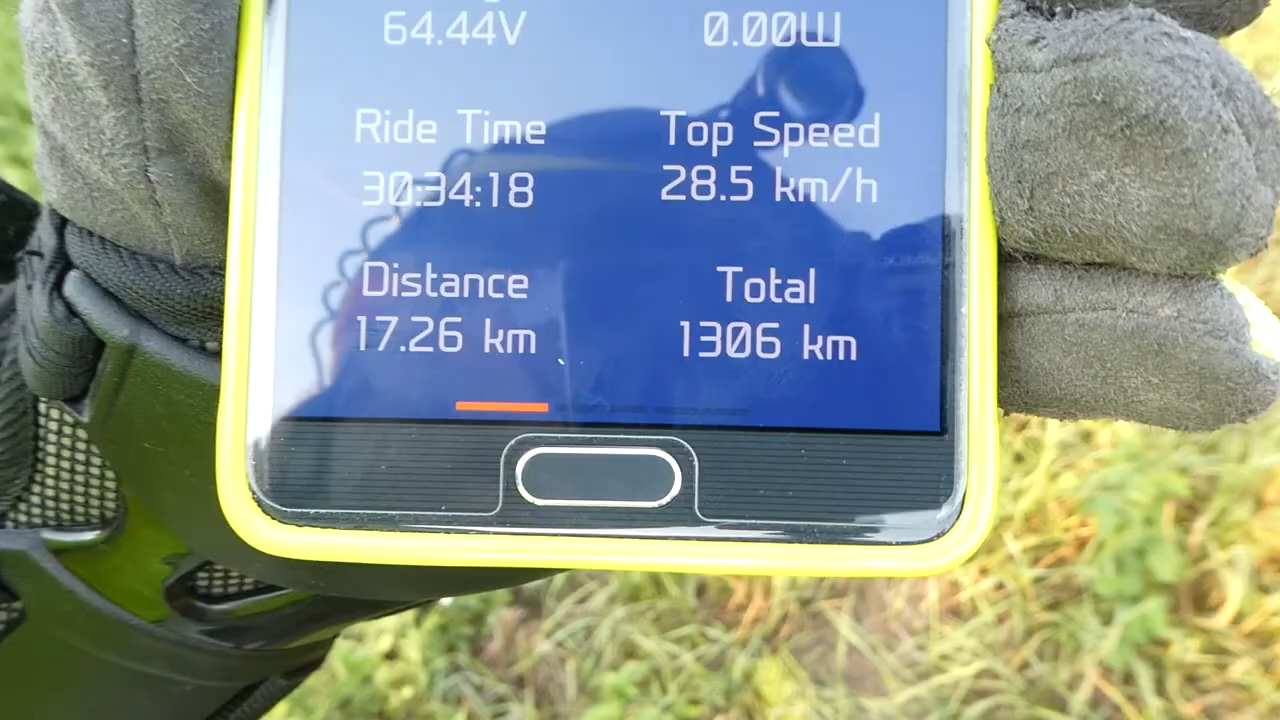 64.44V 0.00W
Ride Time Top Speed
30:34:18 28.5 km/h
Distance Total
17.26 km 1306 km